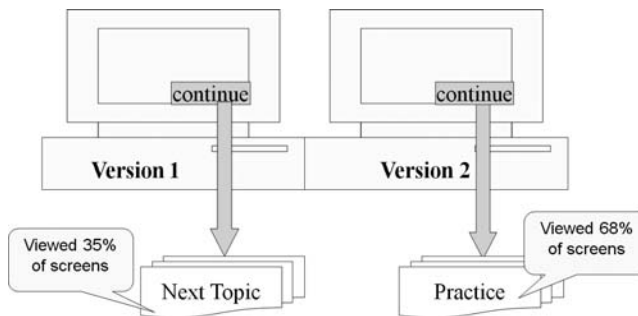 continue
continue
Version 1
Version 2
Viewed 35%
of screens
Viewed 68%
of screens
Next Topic
Practice